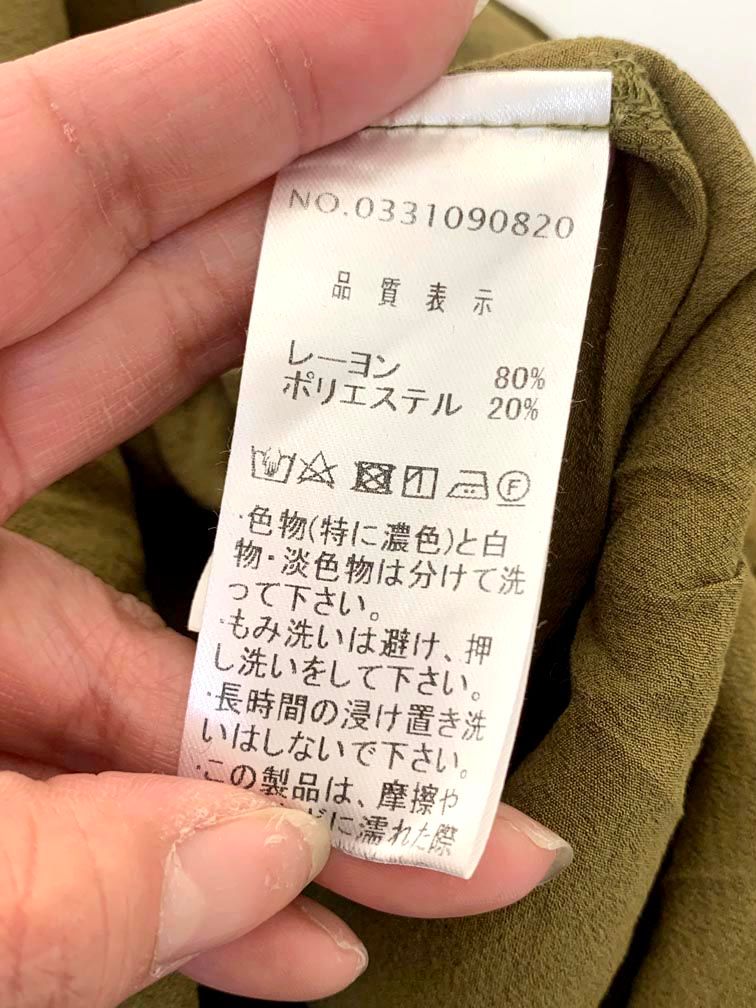 NO.0331090820
品質表示
レーヨン 80%
ポリエステル 20%
F
·色物(特に濃色)と白
物·淡色物は分けて洗
って下さい。
·もみ洗いは避け、押
し洗いをして下さい。
·長時間の浸け置き洗
いはしないで下さい。
·この製品は、摩擦や
に濡れた際